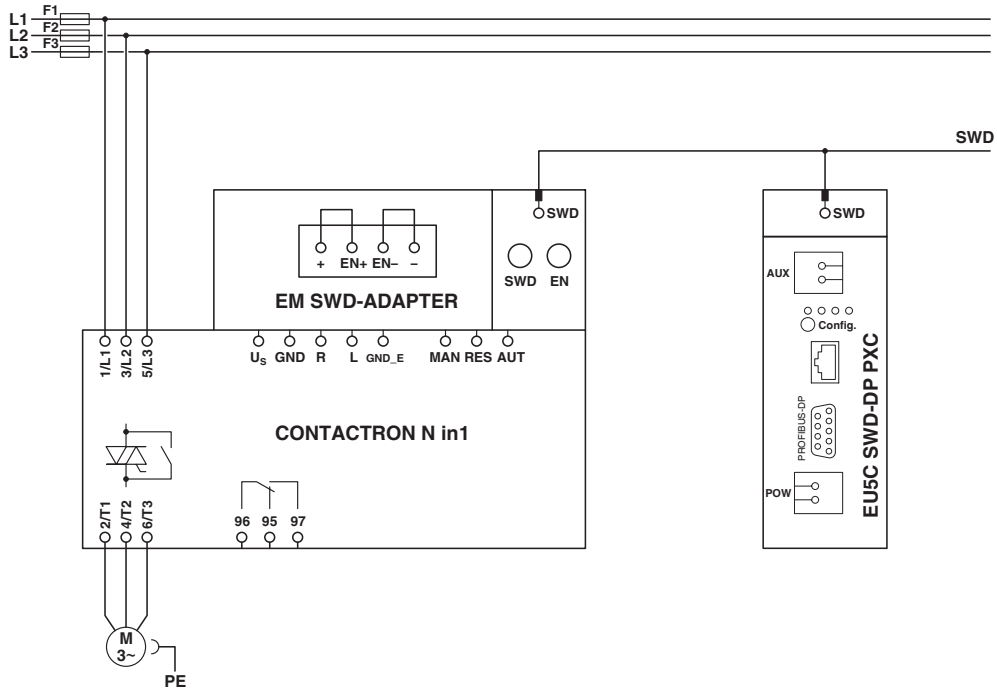 F1
L1
F2
L2
F3
L3
SWD
SWD
SWD
+ EN+ EN– –
SWD EN
EM SWD-ADAPTER
AUX
Config.
1/L1
3/L2
5/L3
US GND R L GND_E MAN RES AUT
CONTACTRON N in1
PROFIBUS-DP
EU5C SWD-DP PXC
POW
2/T1
4/T2
6/T3
96 95 97
M
3~
PE